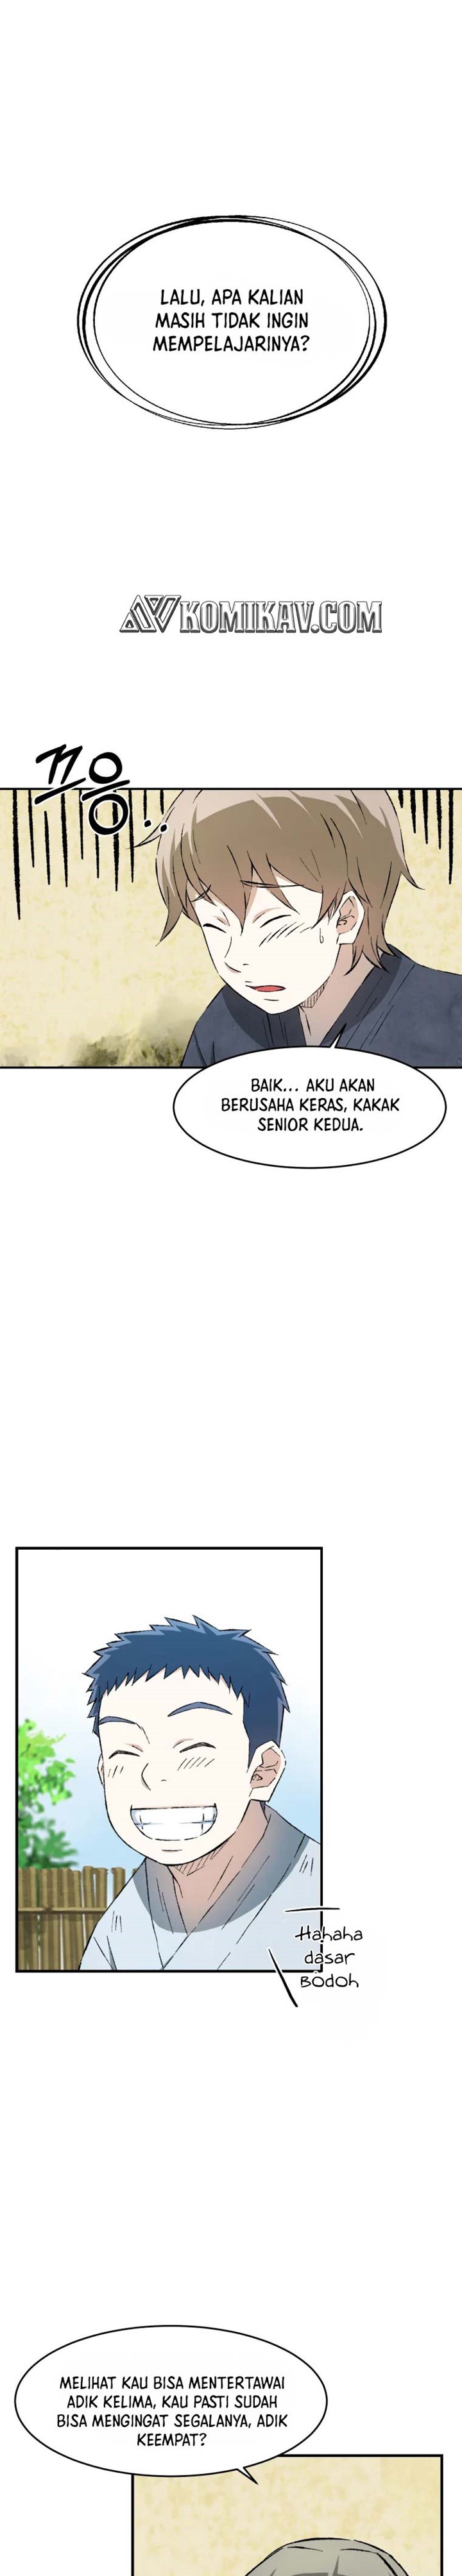 LALU, APA KALIAN
MASIH TIDAK INGIN
MEMPELAJARINYA?
KOMIKAV.COM
끄응..
BAIK... AKU AKAN
BERUSAHA KERAS, KAKAK
SENIOR KEDUA.
Hahaha
dasar
BODOH
MELIHAT KAU BISA MENTERTAWAI
ADIK KELIMA, KAU PASTI SUDAH
BISA MENGINGAT SEGALANYA, ADIK
KEEMPAT?